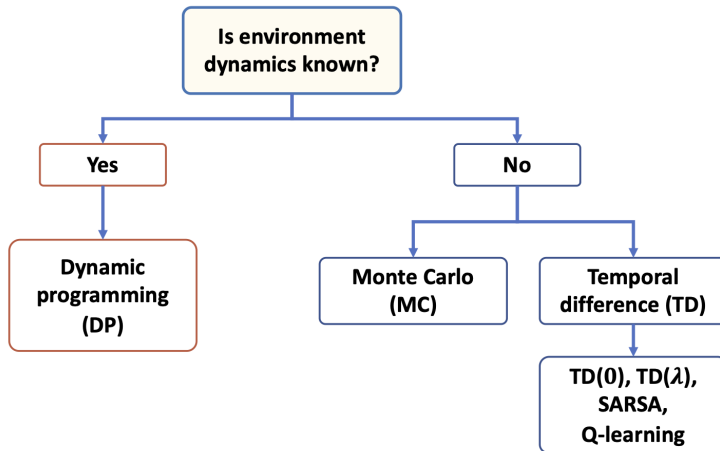 Is environment
dynamics known?
Yes
No
Dynamic
programming
(DP)
Monte Carlo
(MC)
Temporal
difference (TD)
TD(0), TD(λ),
SARSA,
Q-learning